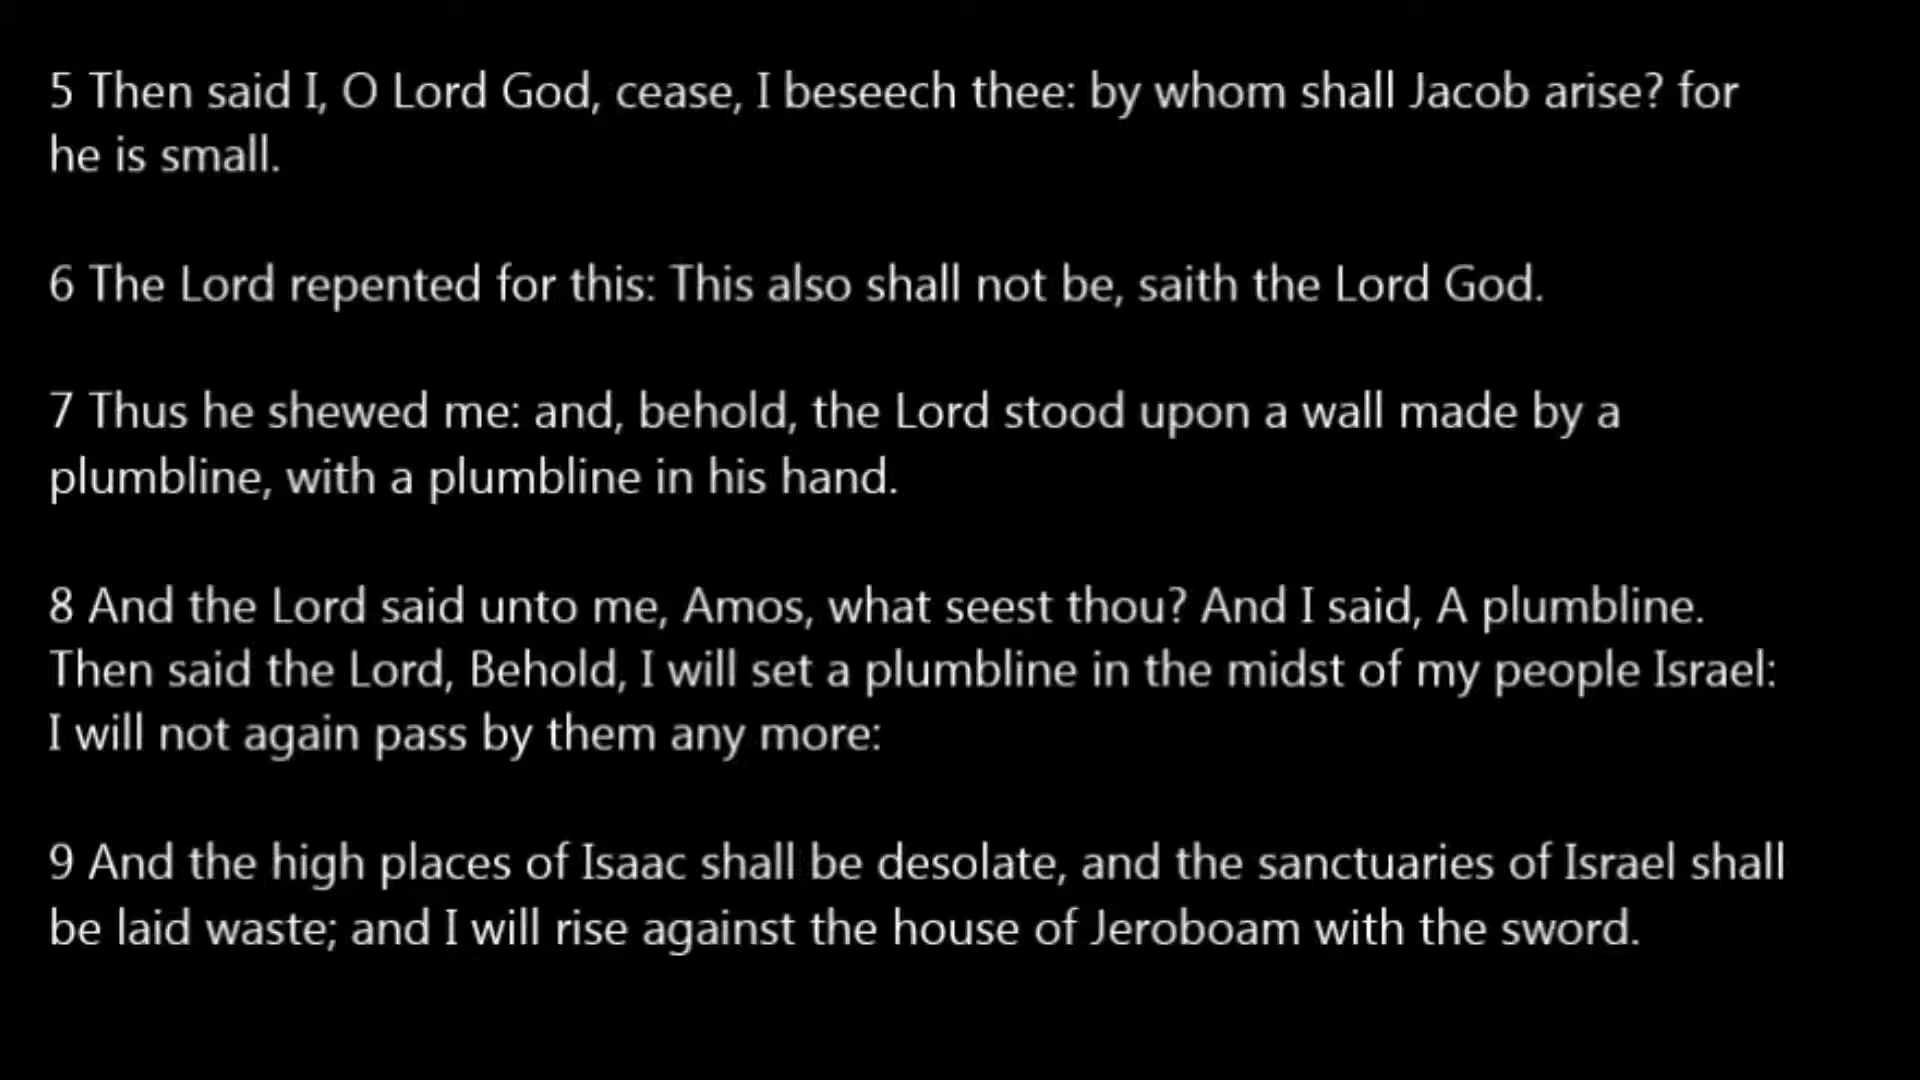 5 Then said I, O Lord God, cease, I beseech thee: by whom shall Jacob arise? for
he is small.
6 The Lord repented for this: This also shall not be, saith the Lord God.
7 Thus he shewed me: and, behold, the Lord stood upon a wall made by a
plumbline, with a plumbline in his hand.
8 And the Lord said unto me, Amos, what seest thou? And I said, A plumbline.
Then said the Lord, Behold, I will set a plumbline in the midst of my people Israel:
I will not again pass by them any more:
9 And the high places of Isaac shall be desolate, and the sanctuaries of Israel shall
be laid waste; and I will rise against the house of Jeroboam with the sword.